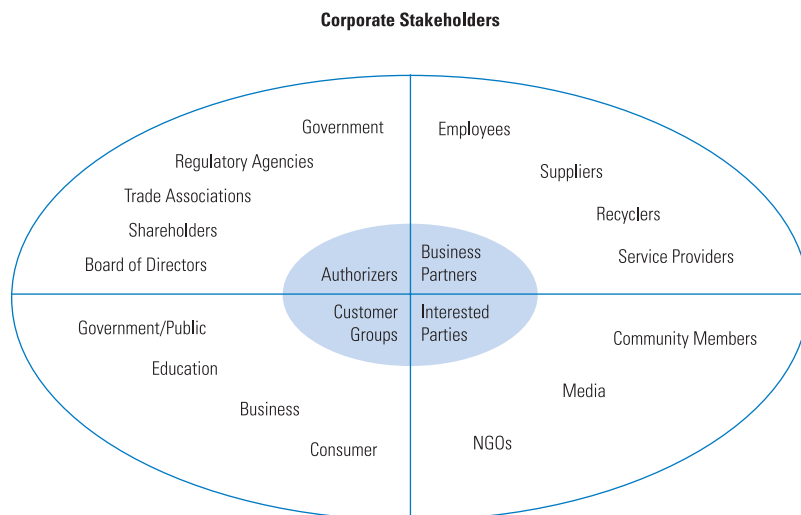 Corporate Stakeholders
Government
Regulatory Agencies
Trade Associations
Shareholders
Board of Directors
Employees
Suppliers
Recyclers
Service Providers
Authorizers
Business
Partners
Customer
Groups
Interested
Parties
Government/Public
Education
Business
Consumer
Community Members
Media
NGOs